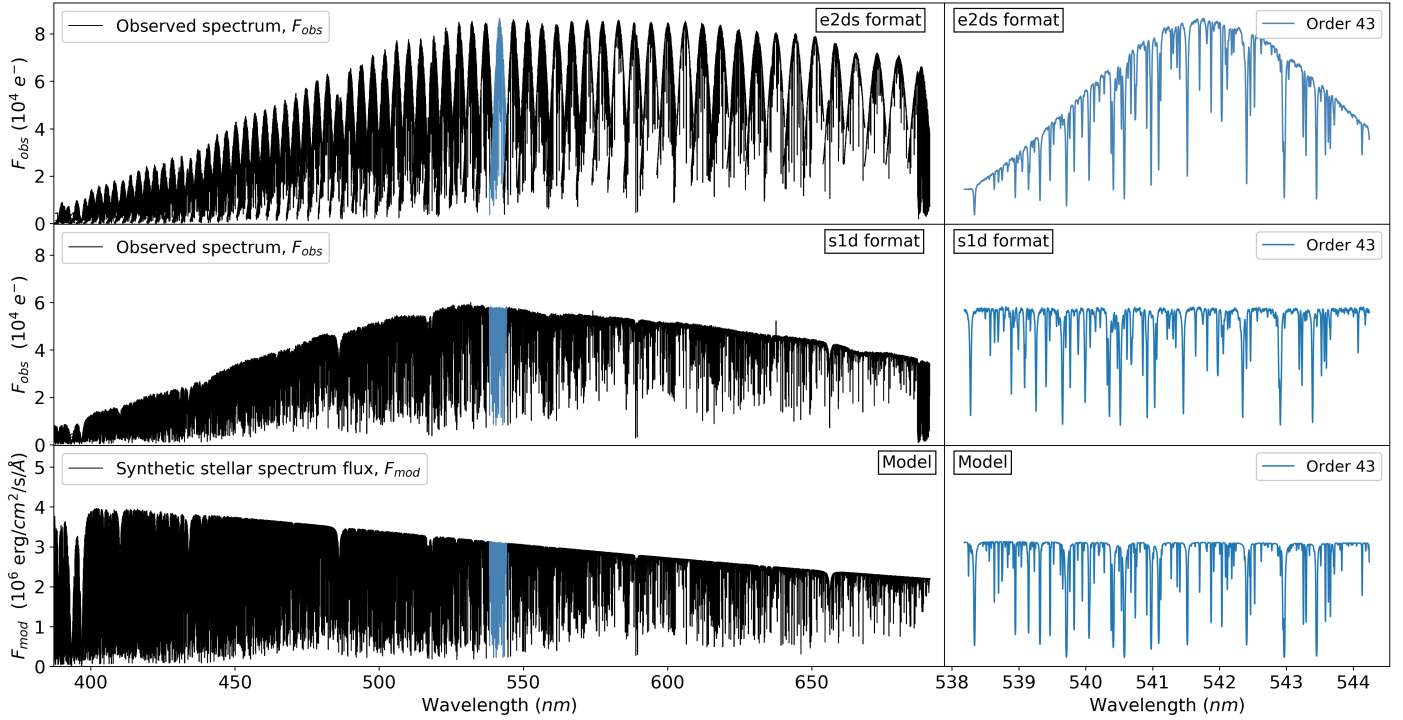 Observed spectrum, F_obs
e2ds format
e2ds format
Order 43
8
6
4
2
0
F_obs (10^4 e^-)
Observed spectrum, F_obs
s1d format
s1d format
Order 43
8
6
4
2
0
F_obs (10^4 e^-)
Synthetic stellar spectrum flux, F_mod
Model
Model
Order 43
5
4
3
2
1
0
F_mod (10^6 erg/cm^2/s/Å)
400 450 500 550 600 650
538 539 540 541 542 543 544
Wavelength (nm)
Wavelength (nm)